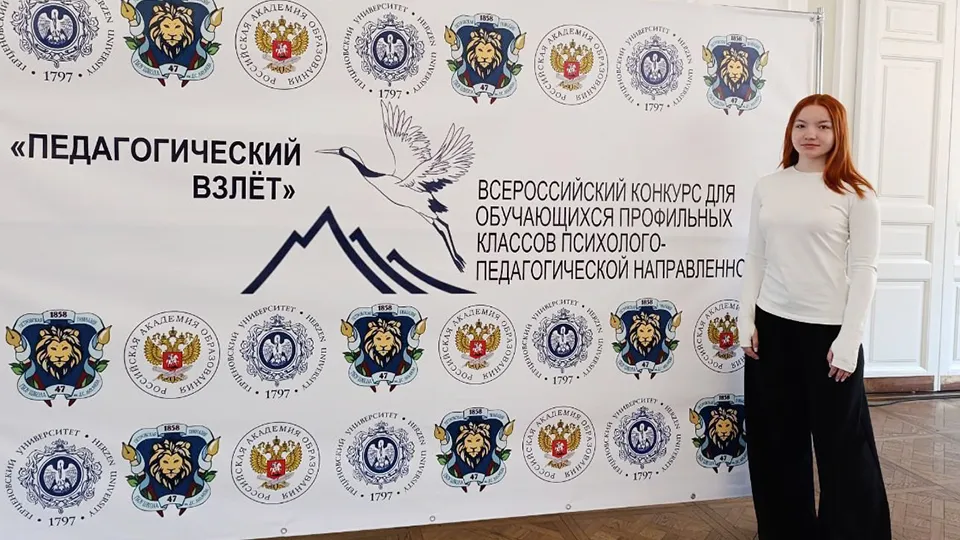 «ПЕДАГОГИЧЕСКИЙ
ВЗЛЁТ»
ВСЕРОССИЙСКИЙ КОНКУРС ДЛЯ
ОБУЧАЮЩИХСЯ ПРОФИЛЬНЫХ
КЛАССОВ ПСИХОЛОГО-
ПЕДАГОГИЧЕСКОЙ НАПРАВЛЕННО
ГЕРЦЕНОВСКИЙ УНИВЕРСИТЕТ • HERZEN UNIVERSITY • 1797 •
1858
47
РОССИЙСКАЯ АКАДЕМИЯ ОБРАЗОВАНИЯ